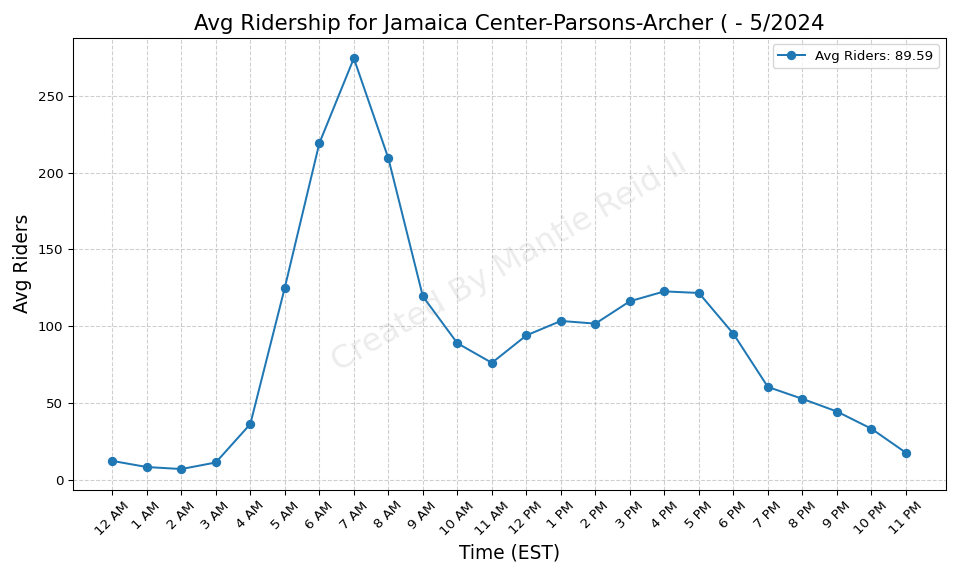 Avg Ridership for Jamaica Center-Parsons-Archer ( - 5/2024
Avg Riders: 89.59
Avg Riders
250
200
150
100
50
0
Created By Mantie Reid II
12 AM
1 AM
2 AM
3 AM
4 AM
5 AM
6 AM
7 AM
8 AM
9 AM
10 AM
11 AM
12 PM
1 PM
2 PM
3 PM
4 PM
5 PM
6 PM
7 PM
8 PM
9 PM
10 PM
11 PM
Time (EST)